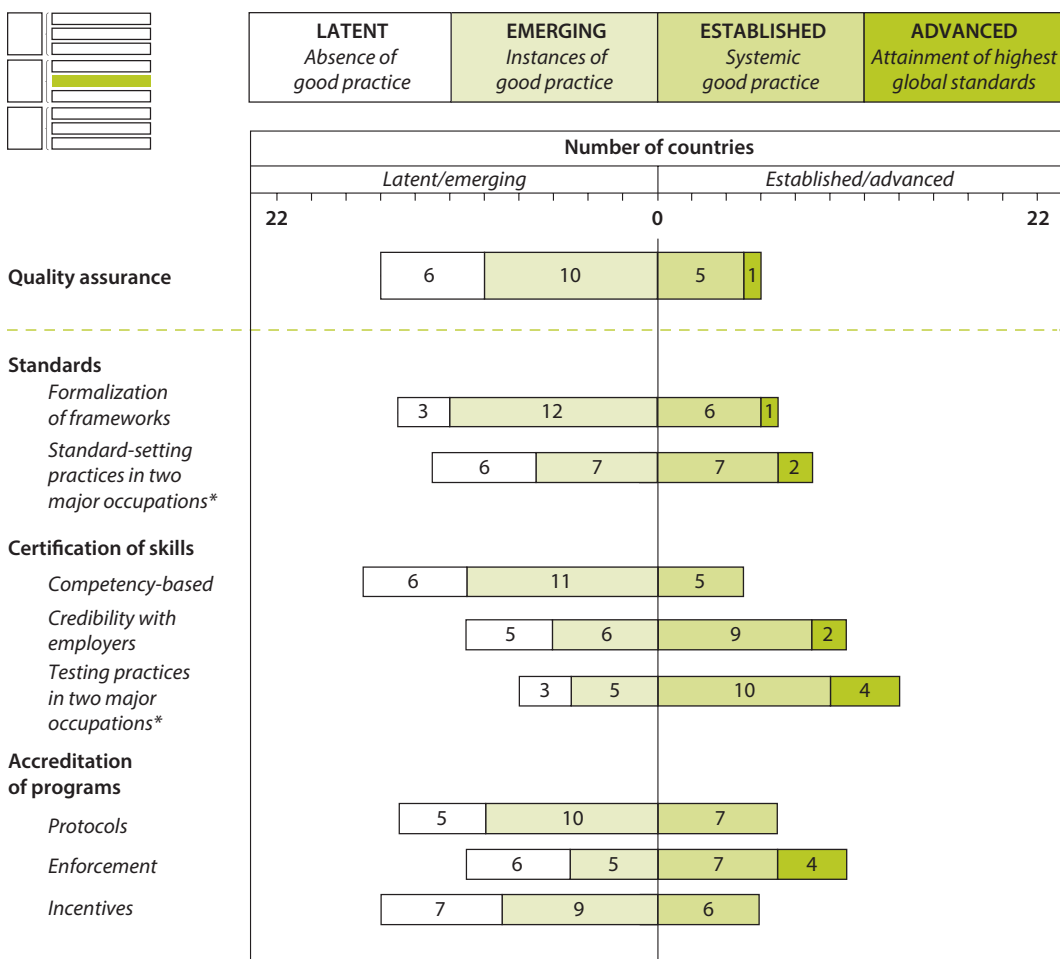 LATENT
Absence of
good practice
EMERGING
Instances of
good practice
ESTABLISHED
Systemic
good practice
ADVANCED
Attainment of highest
global standards
Number of countries
Latent/emerging
Established/advanced
22
0
22
Quality assurance
6
10
5
1
Standards
Formalization
of frameworks
3
12
6
1
Standard-setting
practices in two
major occupations*
6
7
7
2
Certification of skills
Competency-based
6
11
5
Credibility with
employers
5
6
9
2
Testing practices
in two major
occupations*
3
5
10
4
Accreditation
of programs
Protocols
5
10
7
Enforcement
6
5
7
4
Incentives
7
9
6